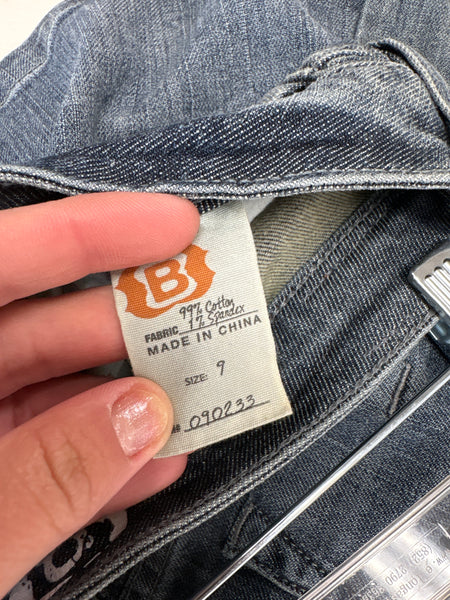 B
99% Cotton
FABRIC 1% Spandex
MADE IN CHINA
SIZE: 9
# 090233